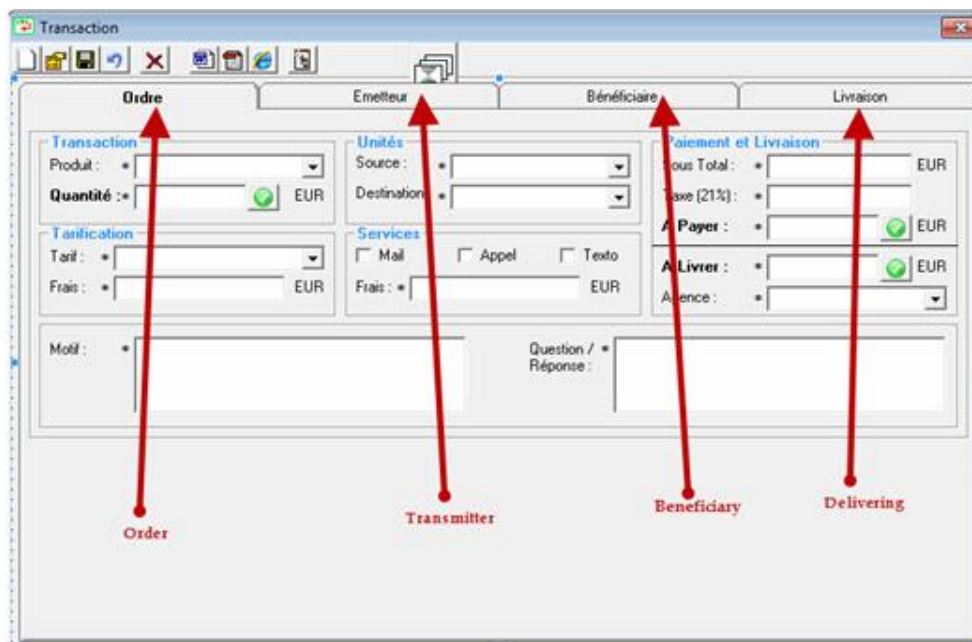 Transaction
Ordre Emetteur Bénéficiaire Livraison
Transaction
Produit : *
Quantité : * EUR
Unités
Source : *
Destination *
Paiement et Livraison
Sous Total : * EUR
Taxe (21%) : *
A Payer : * EUR
Tarification
Tarif : *
Frais : * EUR
Services
Mail Appel Texto
Frais : * EUR
A Livrer : * EUR
Agence : *
Motif : *
Question / *
Réponse :
Order
Transmitter
Beneficiary
Delivering